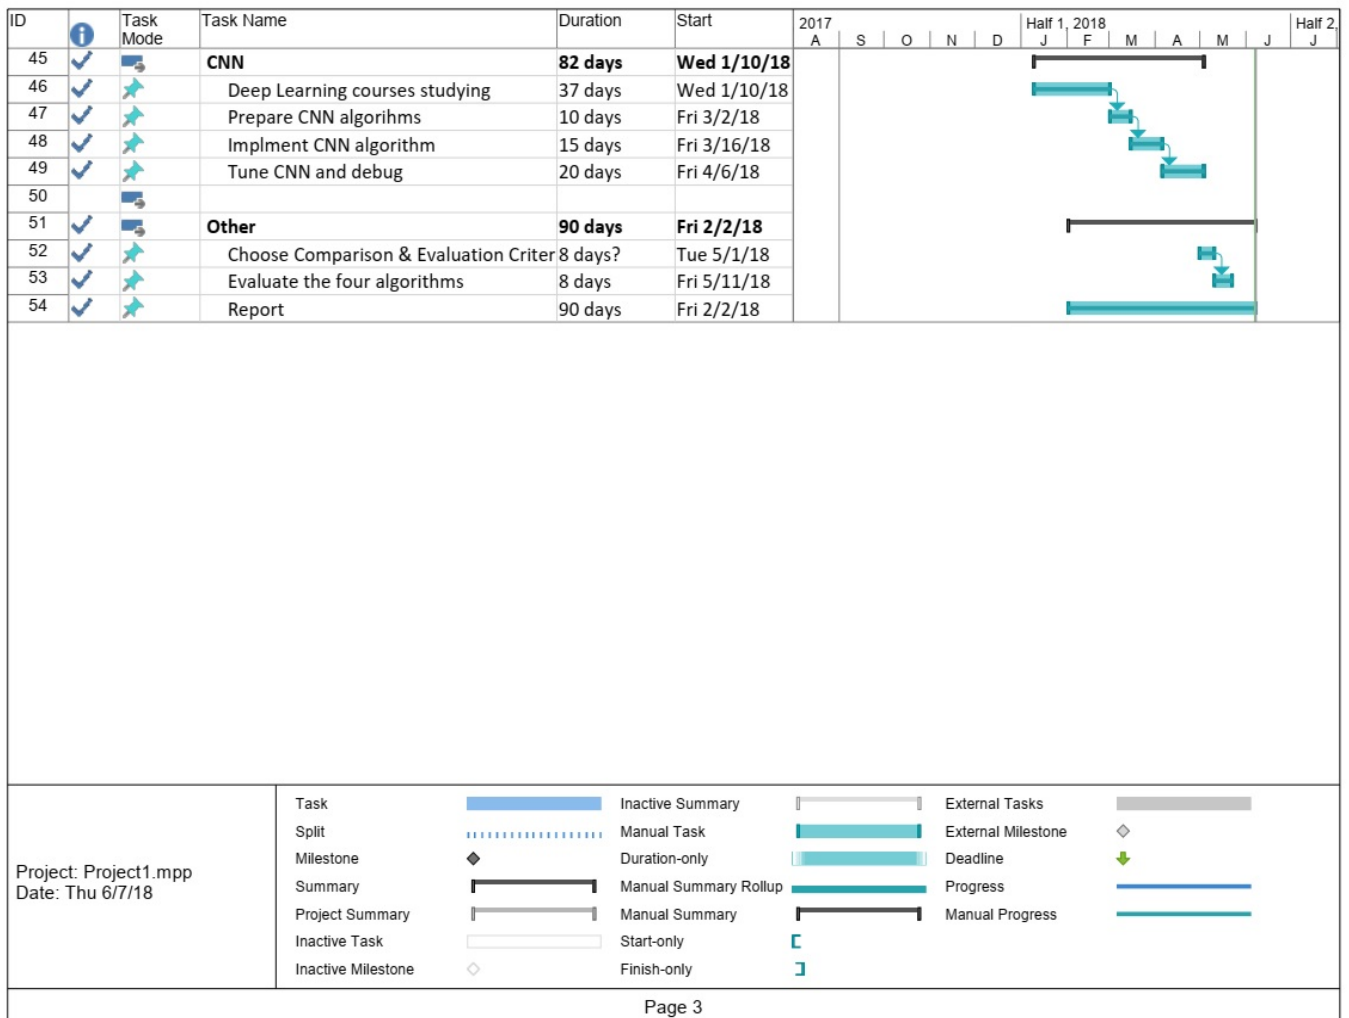 ID Task Mode Task Name Duration Start 2017 Half 1, 2018 Half 2,
A S O N D J F M A M J J
45 CNN 82 days Wed 1/10/18
46 Deep Learning courses studying 37 days Wed 1/10/18
47 Prepare CNN algorihms 10 days Fri 3/2/18
48 Implment CNN algorithm 15 days Fri 3/16/18
49 Tune CNN and debug 20 days Fri 4/6/18
50
51 Other 90 days Fri 2/2/18
52 Choose Comparison & Evaluation Criter 8 days? Tue 5/1/18
53 Evaluate the four algorithms 8 days Fri 5/11/18
54 Report 90 days Fri 2/2/18
Project: Project1.mpp
Date: Thu 6/7/18
Task Inactive Summary External Tasks
Split Manual Task External Milestone
Milestone Duration-only Deadline
Summary Manual Summary Rollup Progress
Project Summary Manual Summary Manual Progress
Inactive Task Start-only
Inactive Milestone Finish-only
Page 3